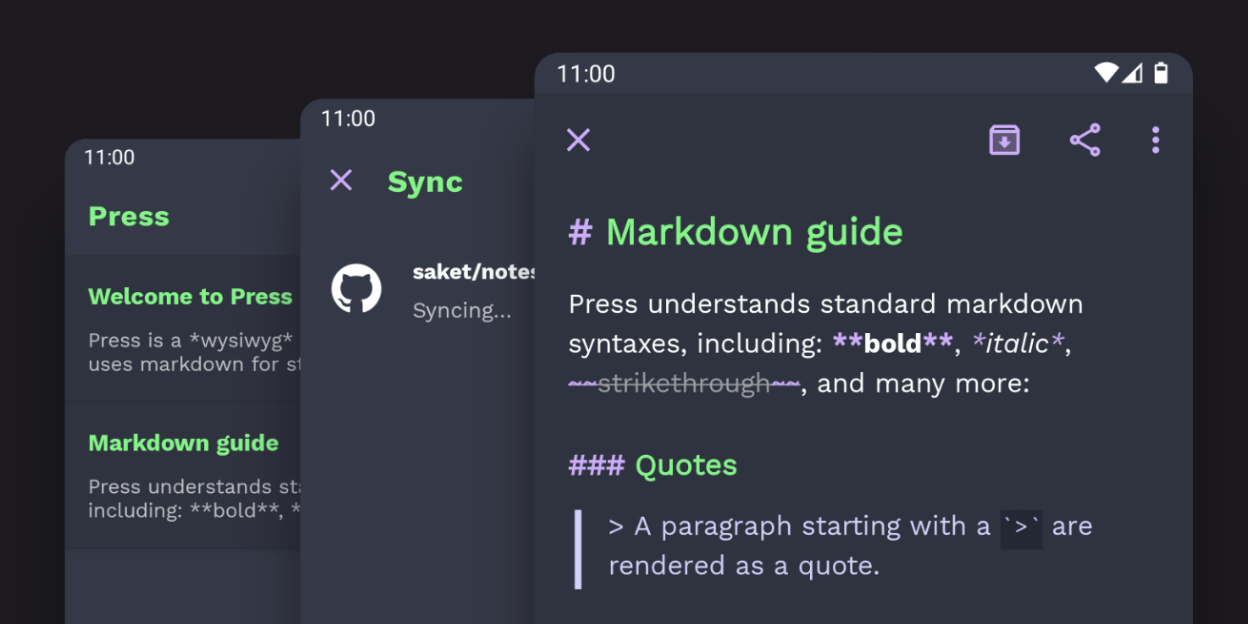 11:00
Press
Welcome to Press
Press is a *wysiwyg*
uses markdown for
Markdown guide
Press understands
including: **bold**, *
11:00
Sync
saket/notes
Syncing...
11:00
# Markdown guide
Press understands standard markdown
syntaxes, including: **bold**, *italic*,
~~strikethrough~~, and many more:
### Quotes
> A paragraph starting with a `>` are
rendered as a quote.